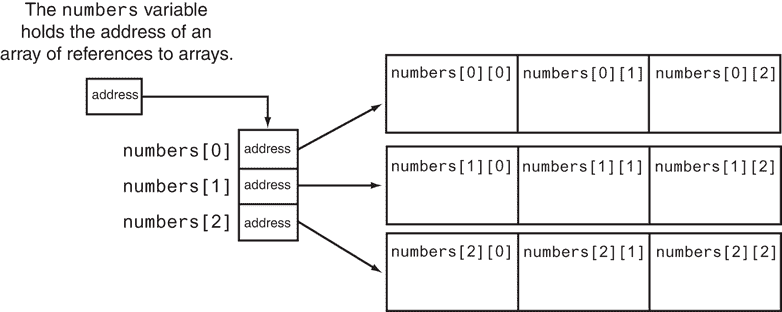 The numbers variable
holds the address of an
array of references to arrays.
address
numbers[0] address
numbers[1] address
numbers[2] address
numbers[0][0] numbers[0][1] numbers[0][2]
numbers[1][0] numbers[1][1] numbers[1][2]
numbers[2][0] numbers[2][1] numbers[2][2]